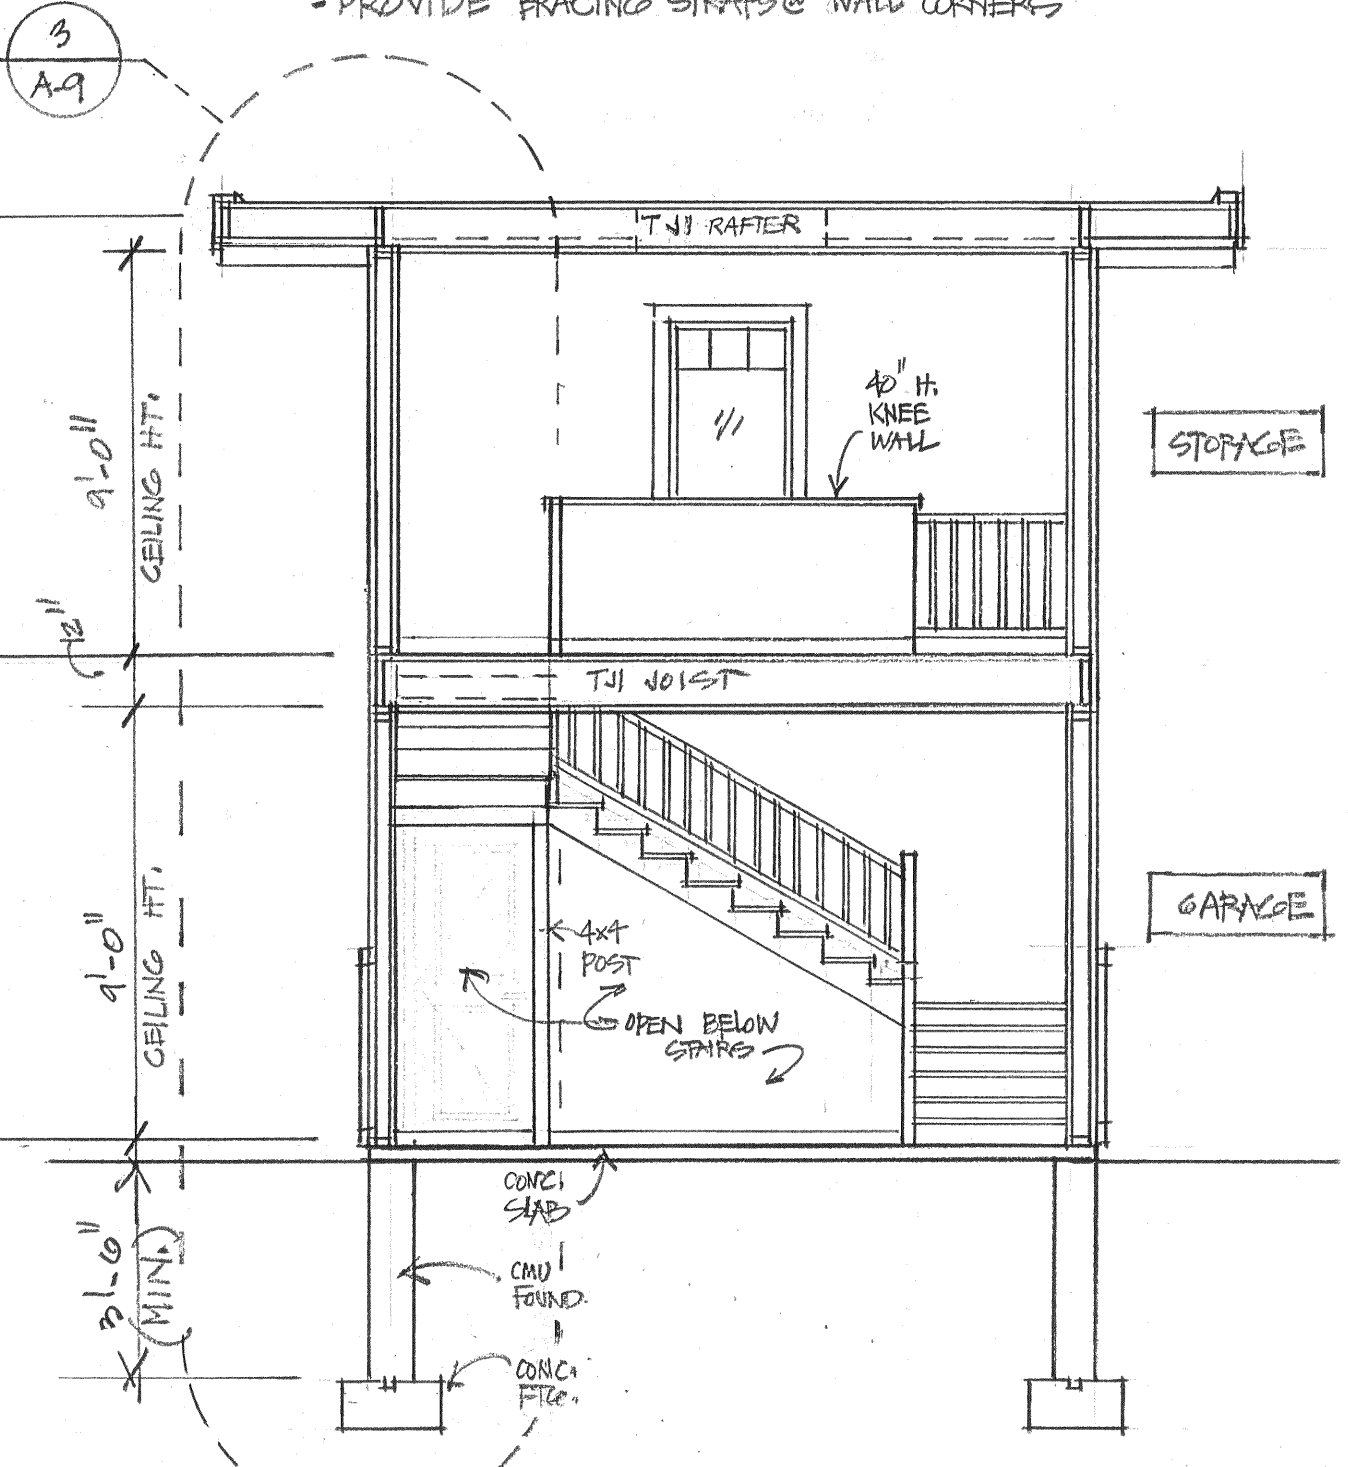 - PROVIDE BRACING STRAPS @ WALL CORNERS
3
A-9
TJI RAFTER
9'-0"
CEILING HT.
40" H.
KNEE
WALL
STORAGE
12"
TJI JOIST
9'-0"
CEILING HT.
4x4
POST
OPEN BELOW
STAIRS
GARAGE
CONC.
SLAB
3'-6"
(MIN.)
CMU
FOUND.
CONC.
FTG.